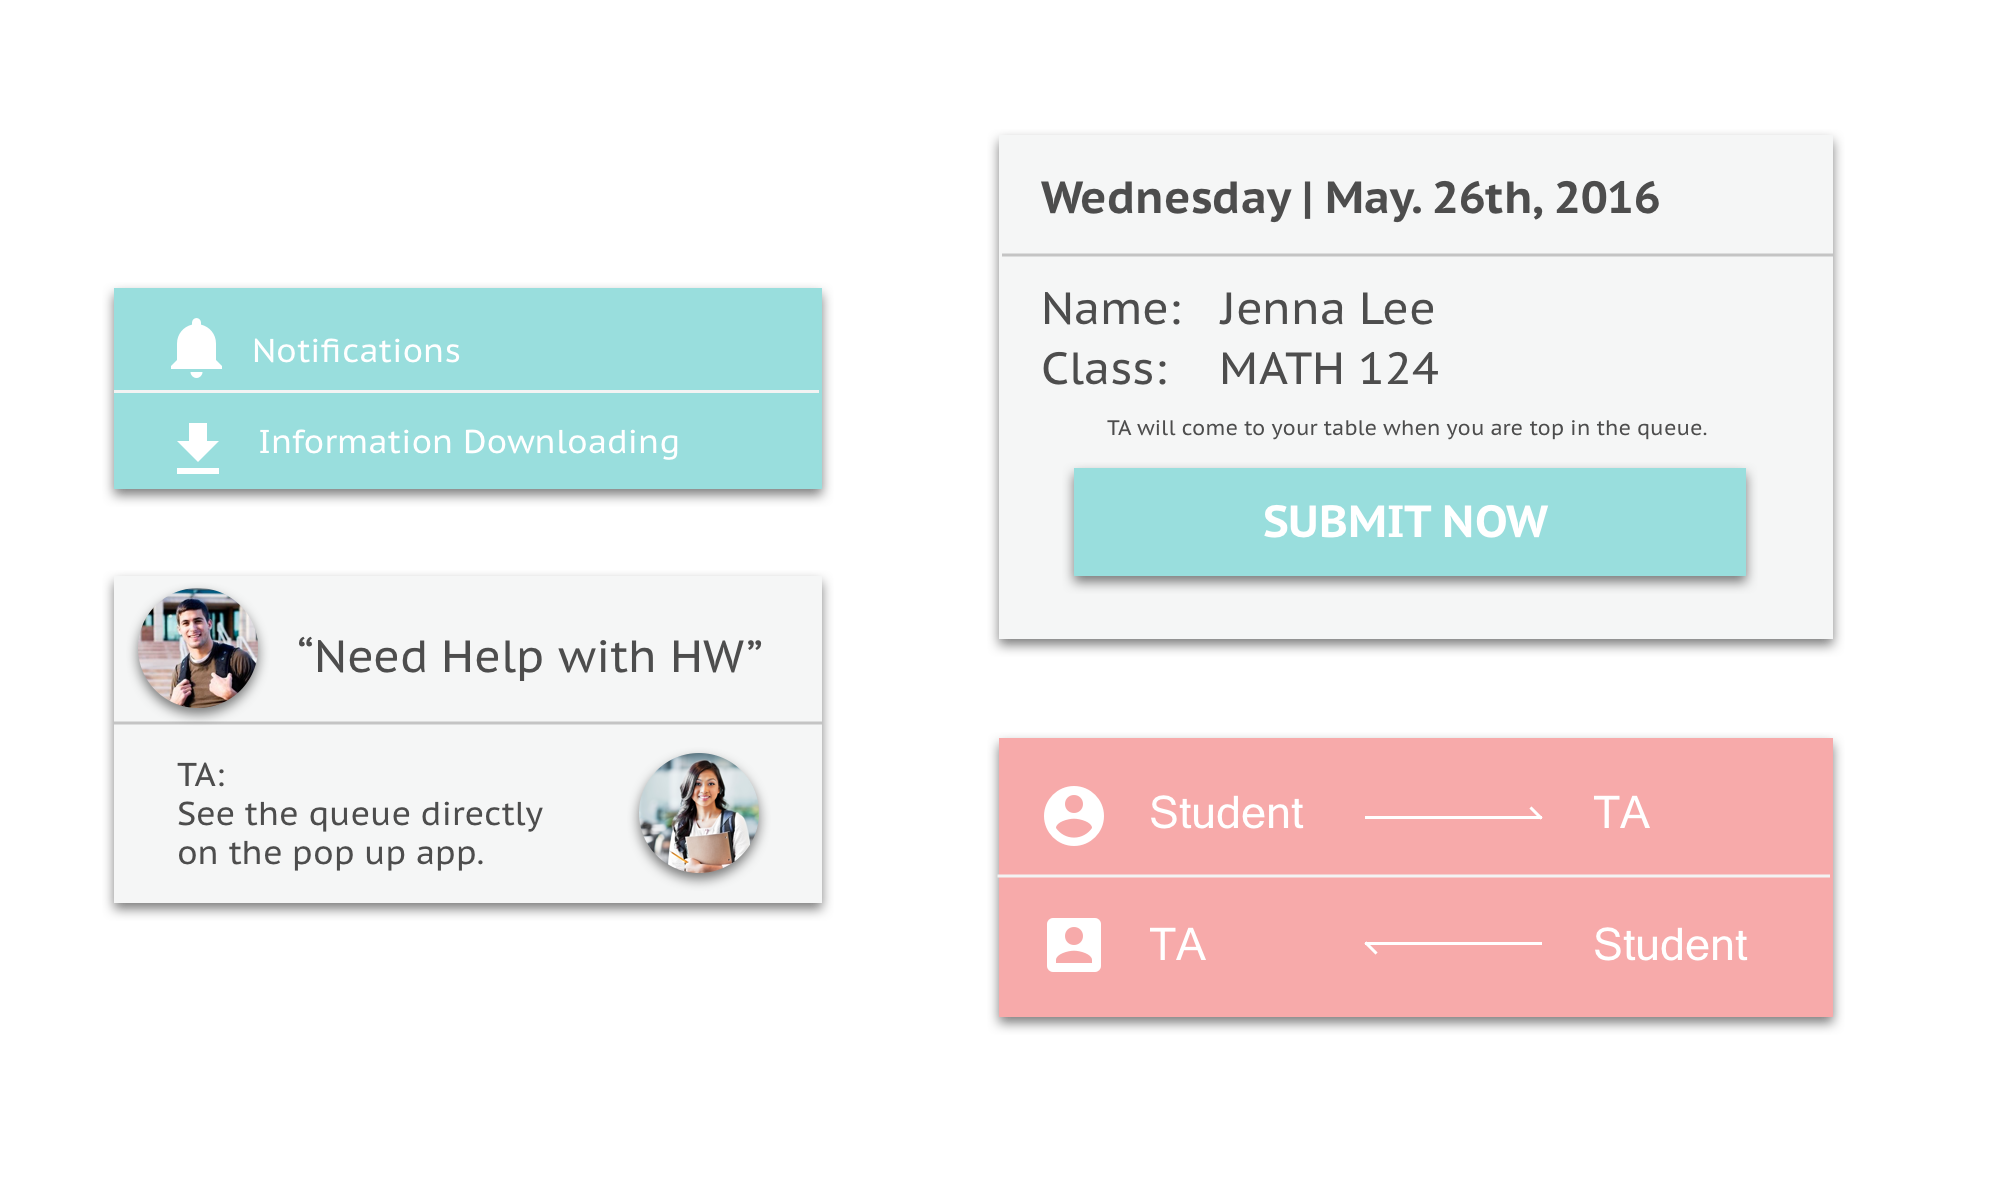 Notifications
Information Downloading
“Need Help with HW”
TA:
See the queue directly
on the pop up app.
Wednesday | May. 26th, 2016
Name: Jenna Lee
Class: MATH 124
TA will come to your table when you are top in the queue.
SUBMIT NOW
Student TA
TA Student